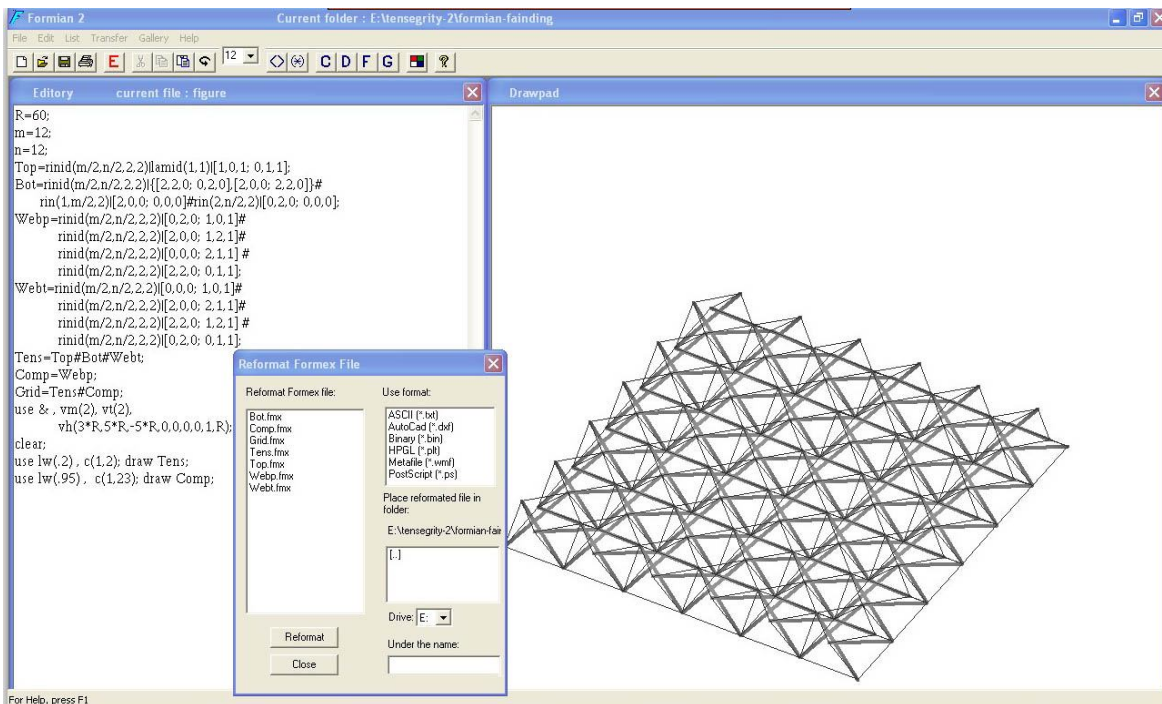 Formian 2 Current folder : E:\tensegrity-2\formian-fainding
File Edit List Transfer Gallery Help
E 12 C D F G
Editory current file : figure
Drawpad
R=60;
m=12;
n=12;
Top=rinid(m/2,n/2,2,2)|lamid(1,1)|[1,0,1; 0,1,1];
Bot=rinid(m/2,n/2,2,2)|{[2,2,0; 0,2,0],[2,0,0; 2,2,0]}#
rin(1,m/2,2)|[2,0,0; 0,0,0]#rin(2,n/2,2)|[0,2,0; 0,0,0];
Webp=rinid(m/2,n/2,2,2)|[0,2,0; 1,0,1]#
rinid(m/2,n/2,2,2)|[2,0,0; 1,2,1]#
rinid(m/2,n/2,2,2)|[0,0,0; 2,1,1] #
rinid(m/2,n/2,2,2)|[2,2,0; 0,1,1];
Webt=rinid(m/2,n/2,2,2)|[0,0,0; 1,0,1]#
rinid(m/2,n/2,2,2)|[2,0,0; 2,1,1]#
rinid(m/2,n/2,2,2)|[2,2,0; 1,2,1] #
rinid(m/2,n/2,2,2)|[0,2,0; 0,1,1];
Tens=Top#Bot#Webt;
Comp=Webp;
Grid=Tens#Comp;
use & , vm(2), vt(2),
vh(3*R,5*R,-5*R,0,0,0,0,1,R);
clear;
use lw(.2) , c(1,2); draw Tens;
use lw(.95) , c(1,23); draw Comp;
Reformat Formex File
Reformat Formex file:
Bot.fmx
Comp.fmx
Grid.fmx
Tens.fmx
Top.fmx
Webp.fmx
Webt.fmx
Reformat
Close
Use format:
ASCII (*.txt)
AutoCad (*.dxf)
Binary (*.bin)
HPGL (*.plt)
Metafile (*.wmf)
PostScript (*.ps)
Place reformated file in
folder:
E:\tensegrity-2\formian-fair
[..]
Drive: E:
Under the name:
For Help, press F1